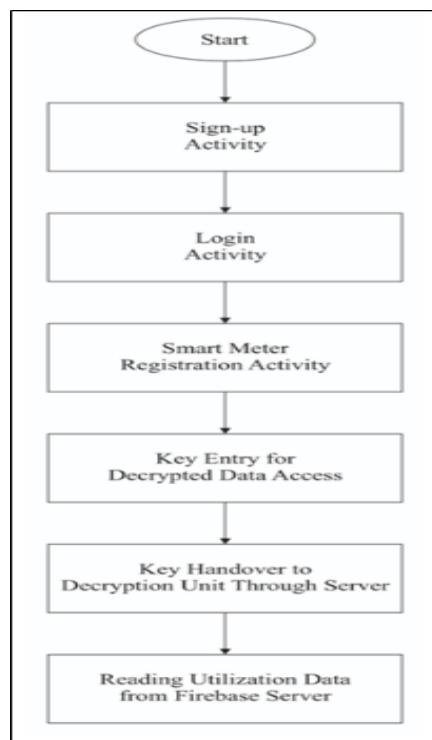 Start
Sign-up
Activity
Login
Activity
Smart Meter
Registration Activity
Key Entry for
Decrypted Data Access
Key Handover to
Decryption Unit Through Server
Reading Utilization Data
from Firebase Server